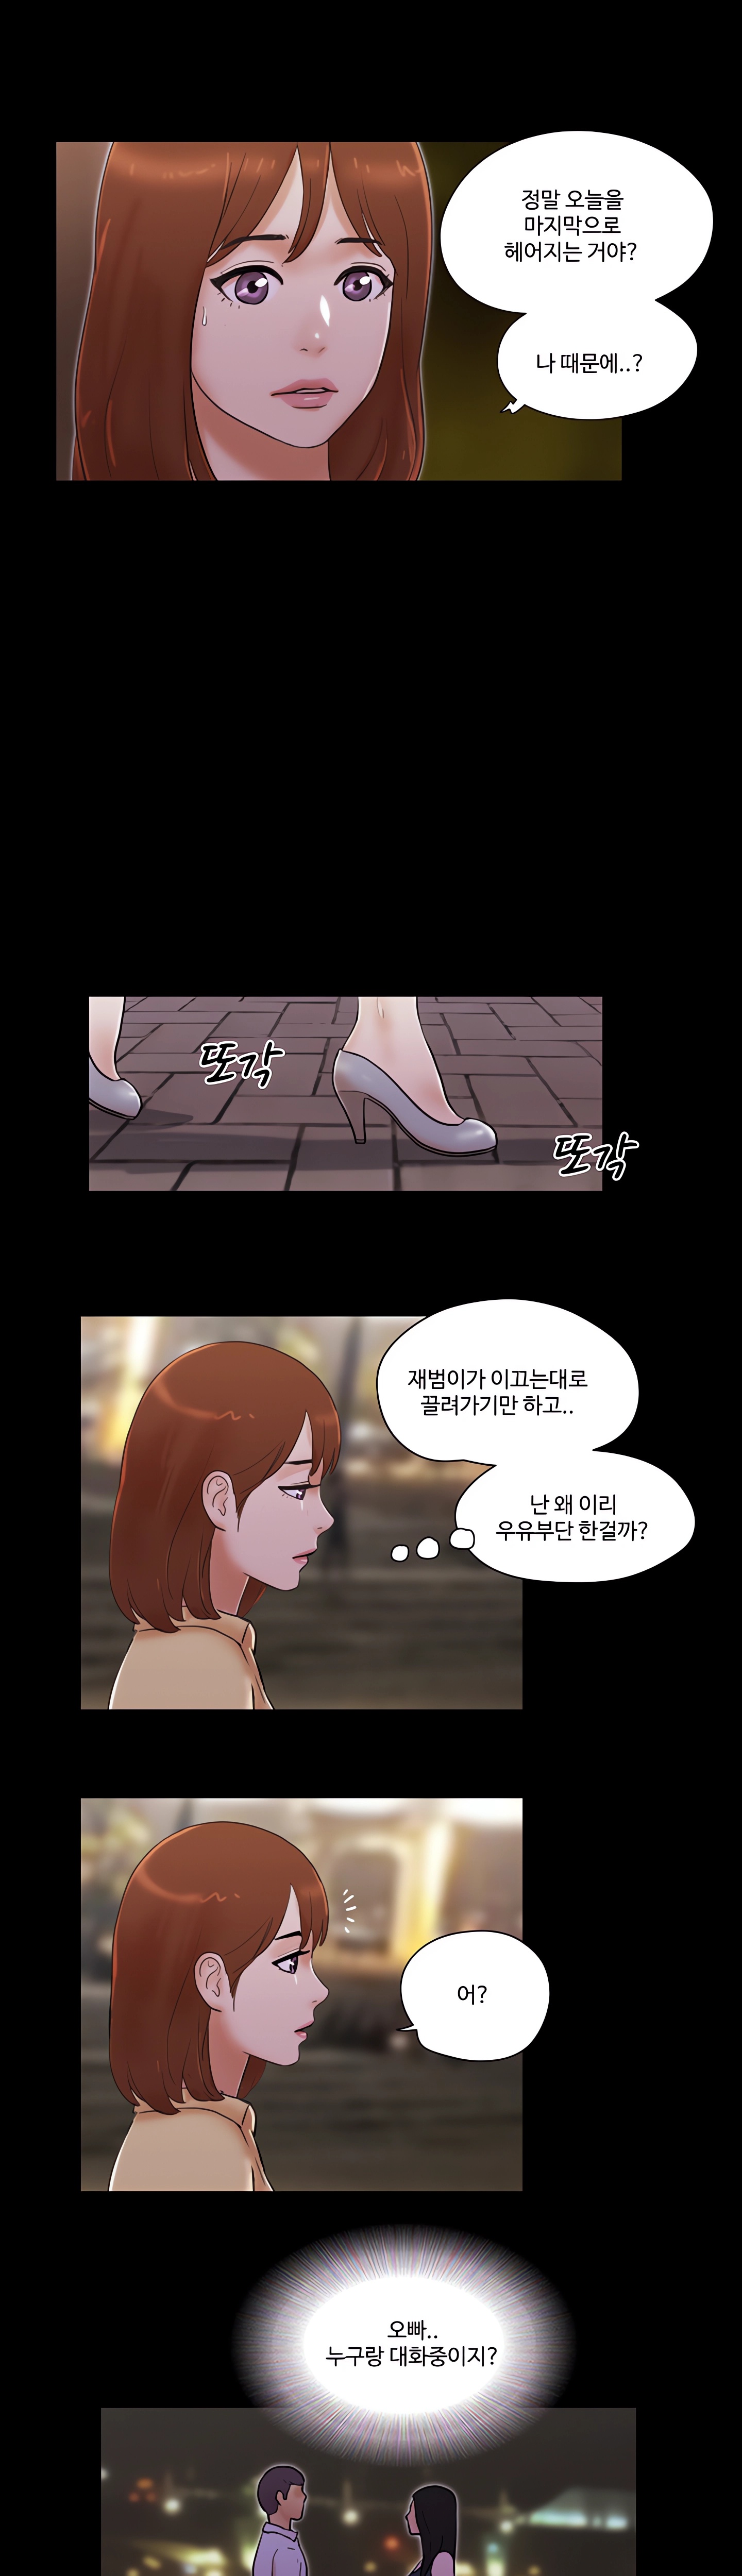 정말 오늘을
마지막으로
헤어지는 거야?
나 때문에..?
또각
또각
재범이가 이끄는대로
끌려가기만 하고..
난 왜 이리
우유부단 한걸까?
어?
오빠..
누구랑 대화중이지?